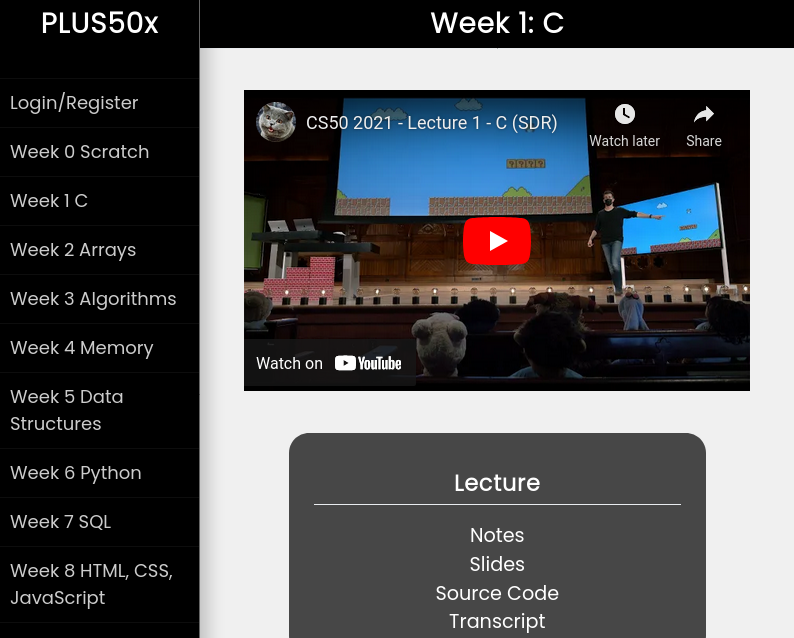 PLUS50x
Week 1: C
Login/Register
Week 0 Scratch
Week 1 C
Week 2 Arrays
Week 3 Algorithms
Week 4 Memory
Week 5 Data
Structures
Week 6 Python
Week 7 SQL
Week 8 HTML, CSS,
JavaScript
CS50 2021 - Lecture 1 - C (SDR)
Watch later
Share
????
Watch on YouTube
Lecture
Notes
Slides
Source Code
Transcript